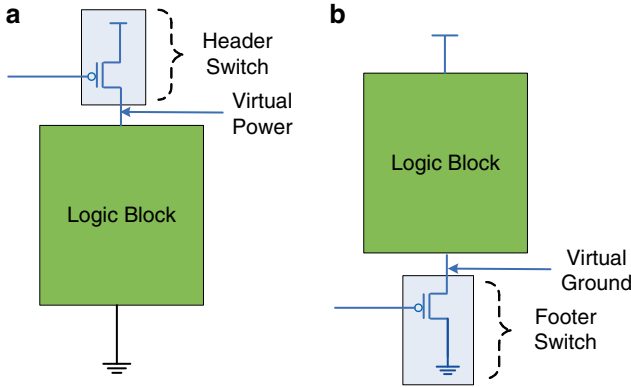 a
Header
Switch
Virtual
Power
Logic Block
b
Logic Block
Virtual
Ground
Footer
Switch